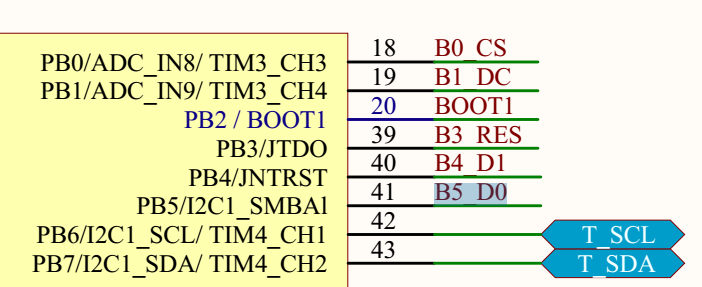 PB0/ADC_IN8/ TIM3_CH3 18 B0_CS
PB1/ADC_IN9/ TIM3_CH4 19 B1_DC
PB2 / BOOT1 20 BOOT1
PB3/JTDO 39 B3_RES
PB4/JNTRST 40 B4_D1
PB5/I2C1_SMBAl 41 B5_D0
PB6/I2C1_SCL/ TIM4_CH1 42 T_SCL
PB7/I2C1_SDA/ TIM4_CH2 43 T_SDA